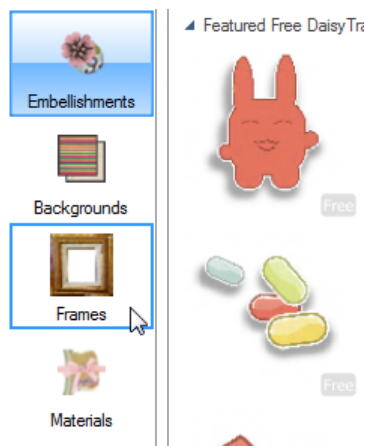 Embellishments
Backgrounds
Frames
Materials
Featured Free DaisyTra
Free
Free